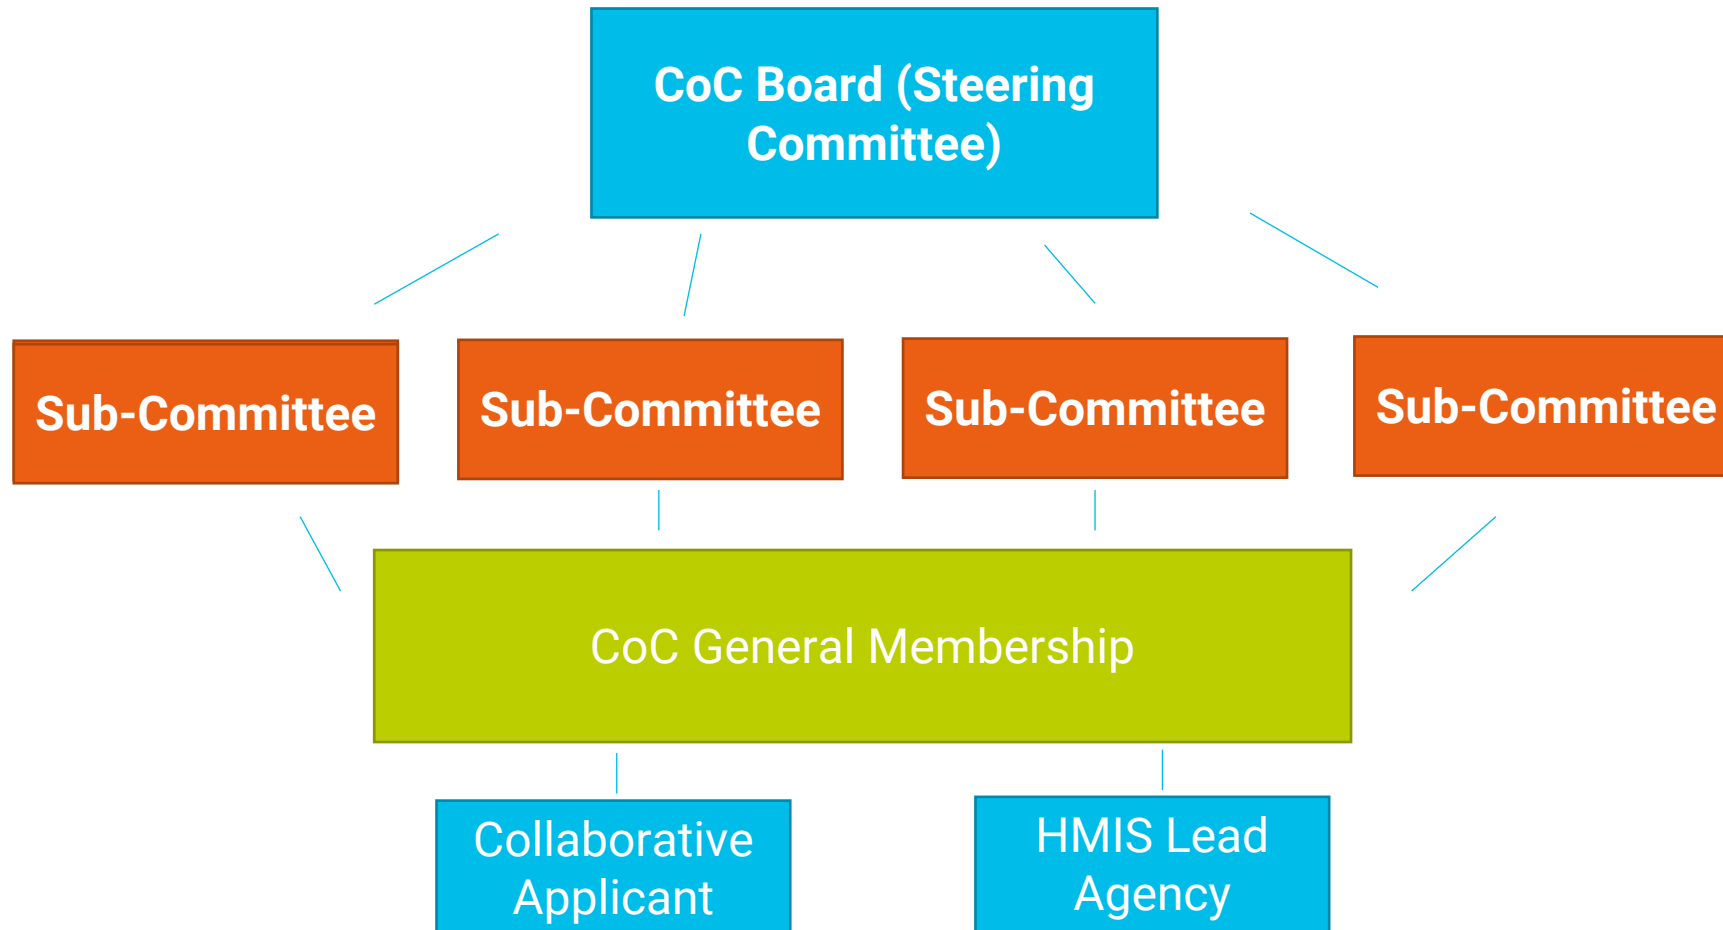 CoC Board (Steering
Committee)
Sub-Committee
Sub-Committee
Sub-Committee
Sub-Committee
CoC General Membership
Collaborative
Applicant
HMIS Lead
Agency